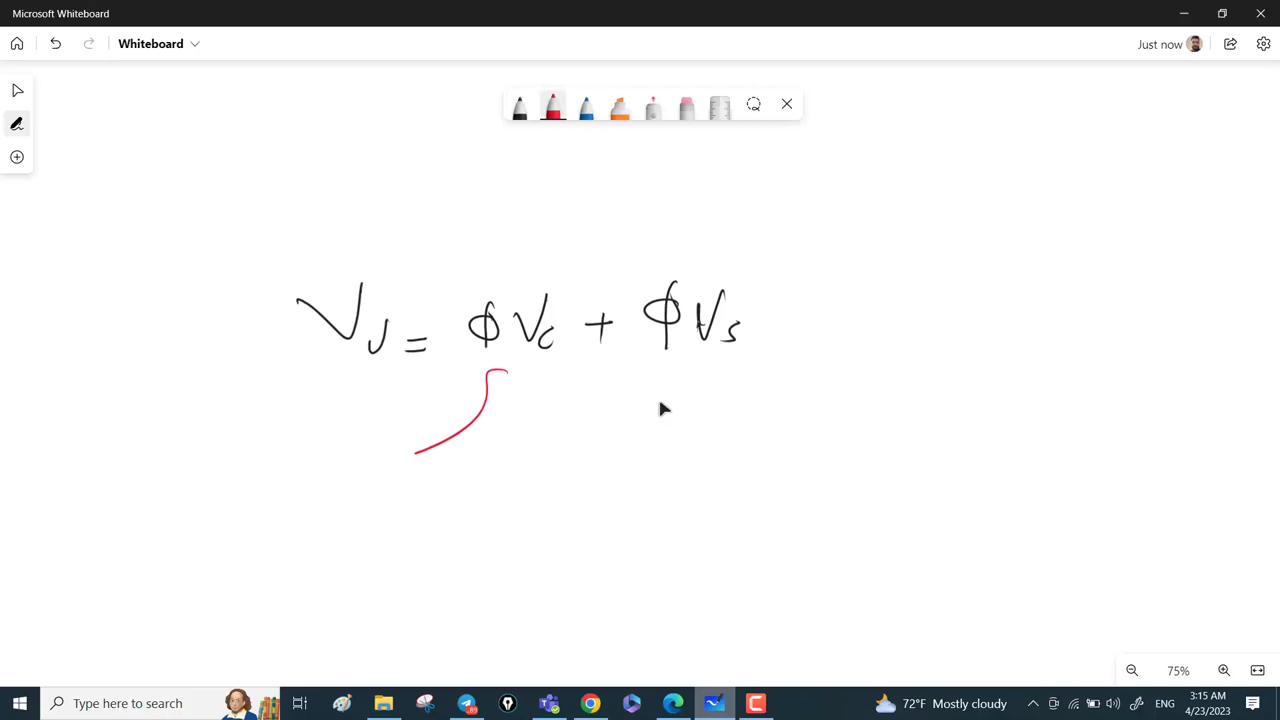 Microsoft Whiteboard
Whiteboard
Just now
Vu = ϕVc + ϕVs
75%
Type here to search
72°F Mostly cloudy
ENG
3:15 AM
4/23/2023